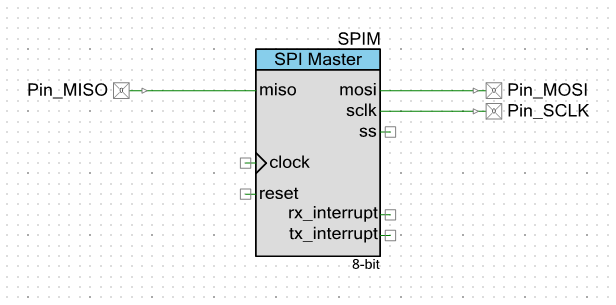 SPIM
SPI Master
Pin_MISO miso mosi Pin_MOSI
sclk Pin_SCLK
ss
clock
reset
rx_interrupt
tx_interrupt
8-bit